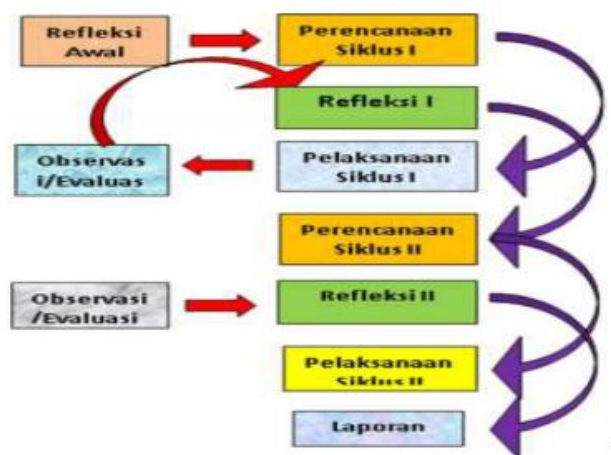 Refleksi
Awal
Perencanaan
Siklus I
Refleksi I
Observas
i/Evaluas
Pelaksanaan
Siklus I
Perencanaan
Siklus II
Observasi
/Evaluasi
Refleksi II
Pelaksanaan
Siklus II
Laporan